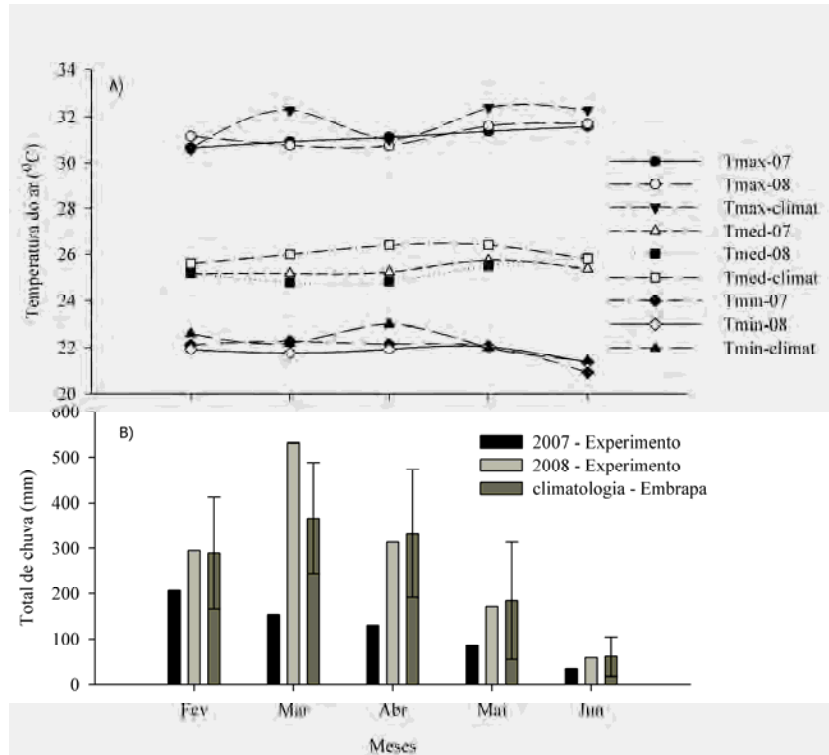 34
A)
32
30
28
26
24
22
20
Temperatura do ar (ºC)
Tmax-07
Tmax-08
Tmax-climat
Tmed-07
Tmed-08
Tmed-climat
Tmin-07
Tmin-08
Tmin-climat
600
B)
500
400
300
200
100
0
Total de chuva (mm)
2007 - Experimento
2008 - Experimento
climatologia - Embrapa
Fev
Mar
Abr
Mai
Jun
Meses